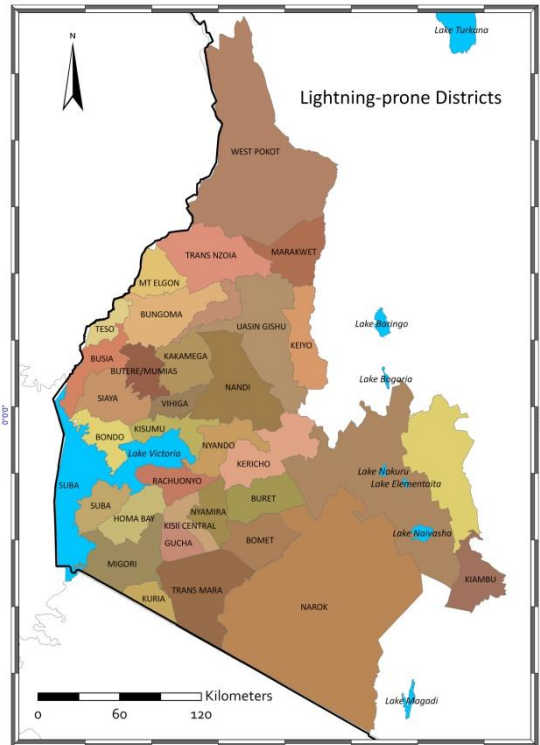 Lake Turkana
N
Lightning-prone Districts
WEST POKOT
TRANS NZOIA
MARAKWET
MT ELGON
BUNGOMA
TESO
UASIN GISHU
Lake Baringo
KEIYO
BUSIA
KAKAMEGA
BUTERE/MUMIAS
Lake Bogoria
NANDI
SIAYA
VIHIGA
0°0'0"
KISUMU
BONDO
NYANDO
Lake Victoria
KERICHO
Lake Nakuru
RACHUONYO
Lake Elementaita
SUBA
BURET
SUBA
NYAMIRA
HOMA BAY
KISII CENTRAL
Lake Naivasha
BOMET
GUCHA
MIGORI
KIAMBU
TRANS MARA
KURIA
NAROK
Kilometers
Lake Magadi
0 60 120